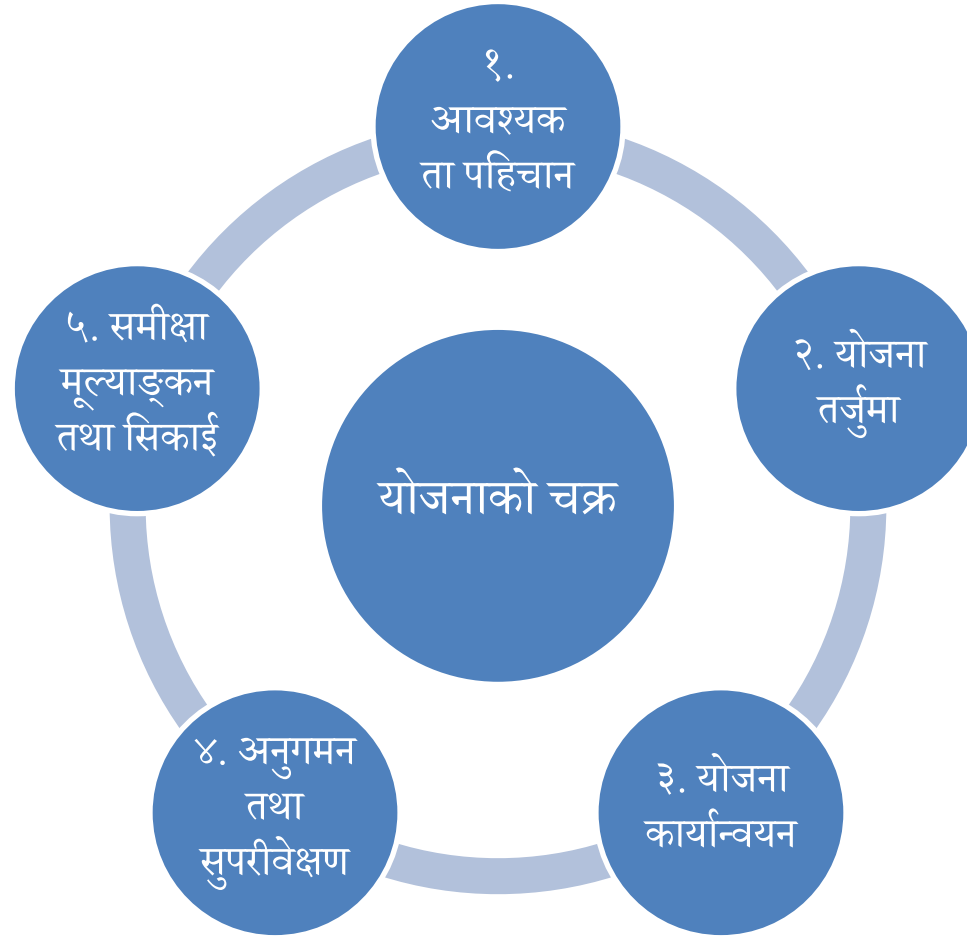 १.
आवश्यक
ता पहिचान
२. योजना
तर्जुमा
३. योजना
कार्यान्वयन
४. अनुगमन
तथा
सुपरीवेक्षण
५. समीक्षा
मूल्याङ्कन
तथा सिकाई
योजनाको चक्र